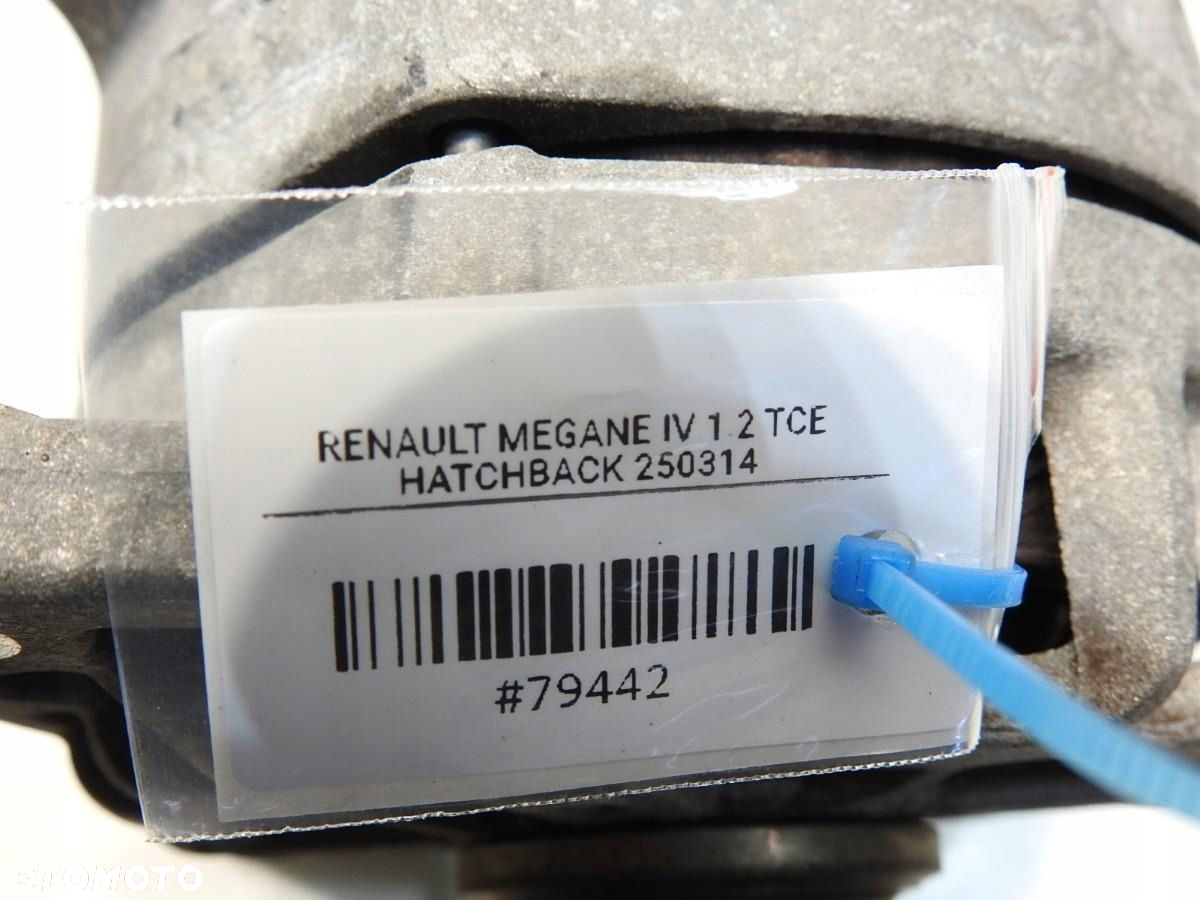 RENAULT MEGANE IV 1.2 TCE
HATCHBACK 250314
#79442
OTOMOTO